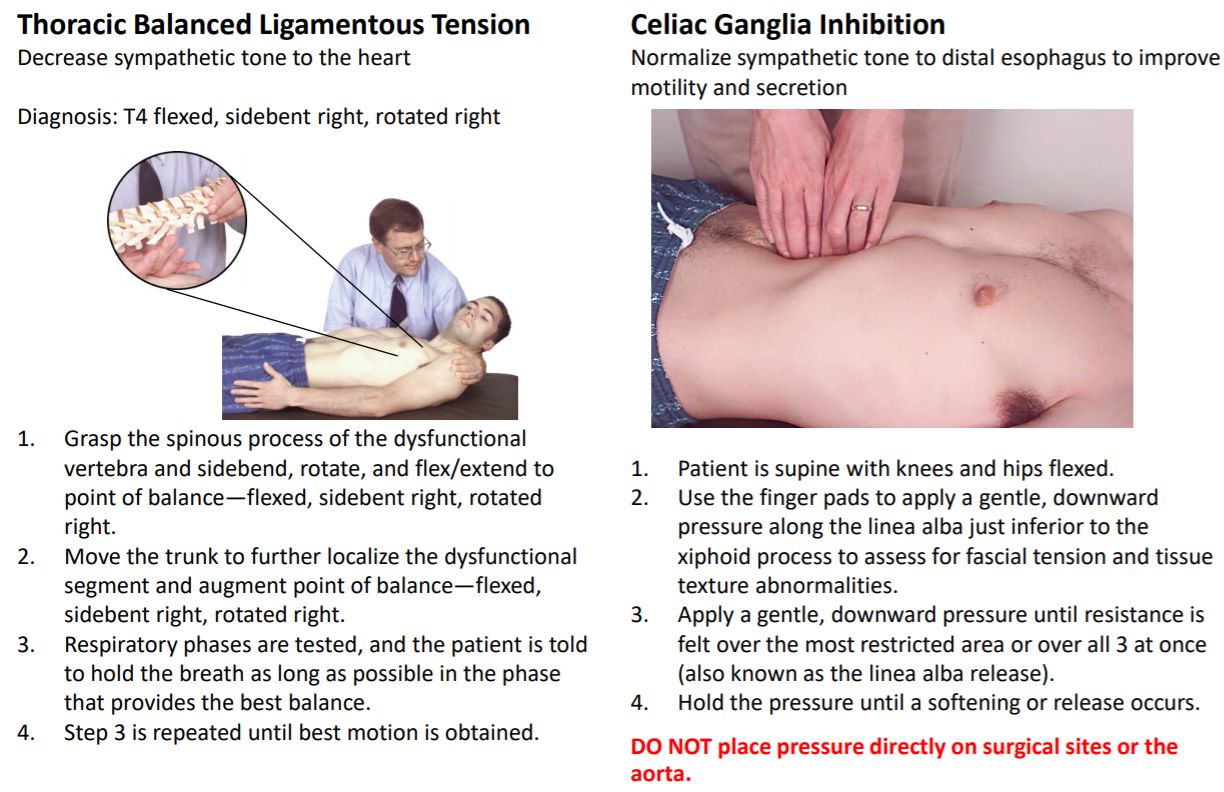 Thoracic Balanced Ligamentous Tension
Decrease sympathetic tone to the heart
Diagnosis: T4 flexed, sidebent right, rotated right
1. Grasp the spinous process of the dysfunctional
vertebra and sidebend, rotate, and flex/extend to
point of balance—flexed, sidebent right, rotated
right.
2. Move the trunk to further localize the dysfunctional
segment and augment point of balance—flexed,
sidebent right, rotated right.
3. Respiratory phases are tested, and the patient is told
to hold the breath as long as possible in the phase
that provides the best balance.
4. Step 3 is repeated until best motion is obtained.
Celiac Ganglia Inhibition
Normalize sympathetic tone to distal esophagus to improve
motility and secretion
1. Patient is supine with knees and hips flexed.
2. Use the finger pads to apply a gentle, downward
pressure along the linea alba just inferior to the
xiphoid process to assess for fascial tension and tissue
texture abnormalities.
3. Apply a gentle, downward pressure until resistance is
felt over the most restricted area or over all 3 at once
(also known as the linea alba release).
4. Hold the pressure until a softening or release occurs.
DO NOT place pressure directly on surgical sites or the
aorta.